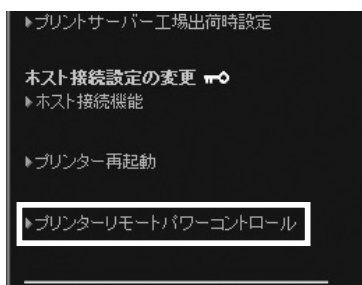 ▶プリントサーバー工場出荷時設定
ホスト接続設定の変更
▶ホスト接続機能
▶プリンター再起動
▶プリンターリモートパワーコントロール